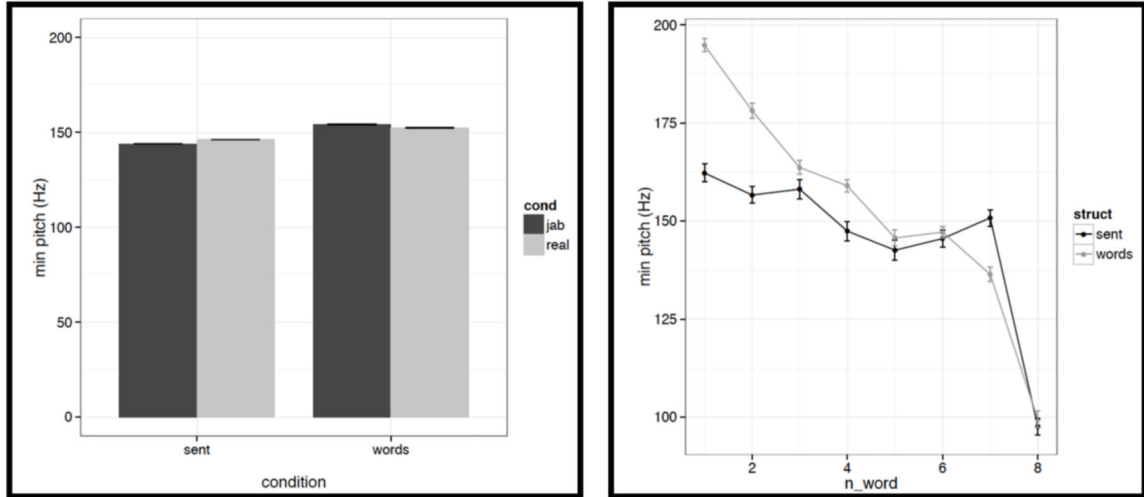 200
150
100
50
0
min pitch (Hz)
sent
words
condition
cond
jab
real
200
175
150
125
100
min pitch (Hz)
2
4
6
8
n_word
struct
sent
words